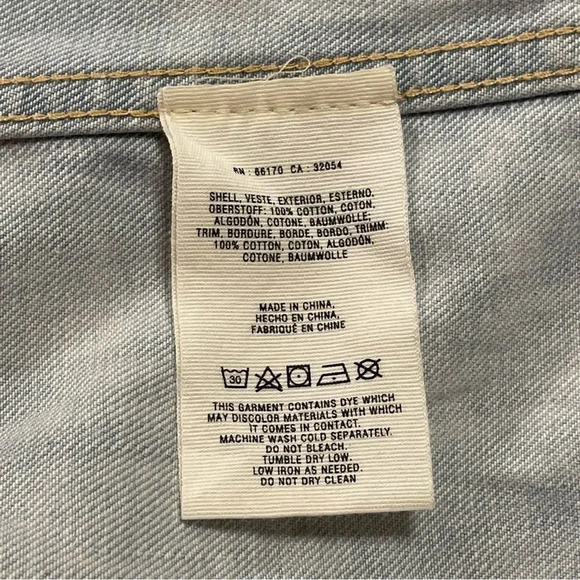 RN : 66170 CA : 32054
SHELL, VESTE, EXTERIOR, ESTERNO,
OBERSTOFF: 100% COTTON, COTON,
ALGODÓN, COTONE, BAUMWOLLE;
TRIM, BORDURE, BORDE, BORDO, TRIMM:
100% COTTON, COTON, ALGODÓN,
COTONE, BAUMWOLLE
MADE IN CHINA,
HECHO EN CHINA,
FABRIQUÉ EN CHINE
30
THIS GARMENT CONTAINS DYE WHICH
MAY DISCOLOR MATERIALS WITH WHICH
IT COMES IN CONTACT.
MACHINE WASH COLD SEPARATELY.
DO NOT BLEACH.
TUMBLE DRY LOW.
LOW IRON AS NEEDED.
DO NOT DRY CLEAN